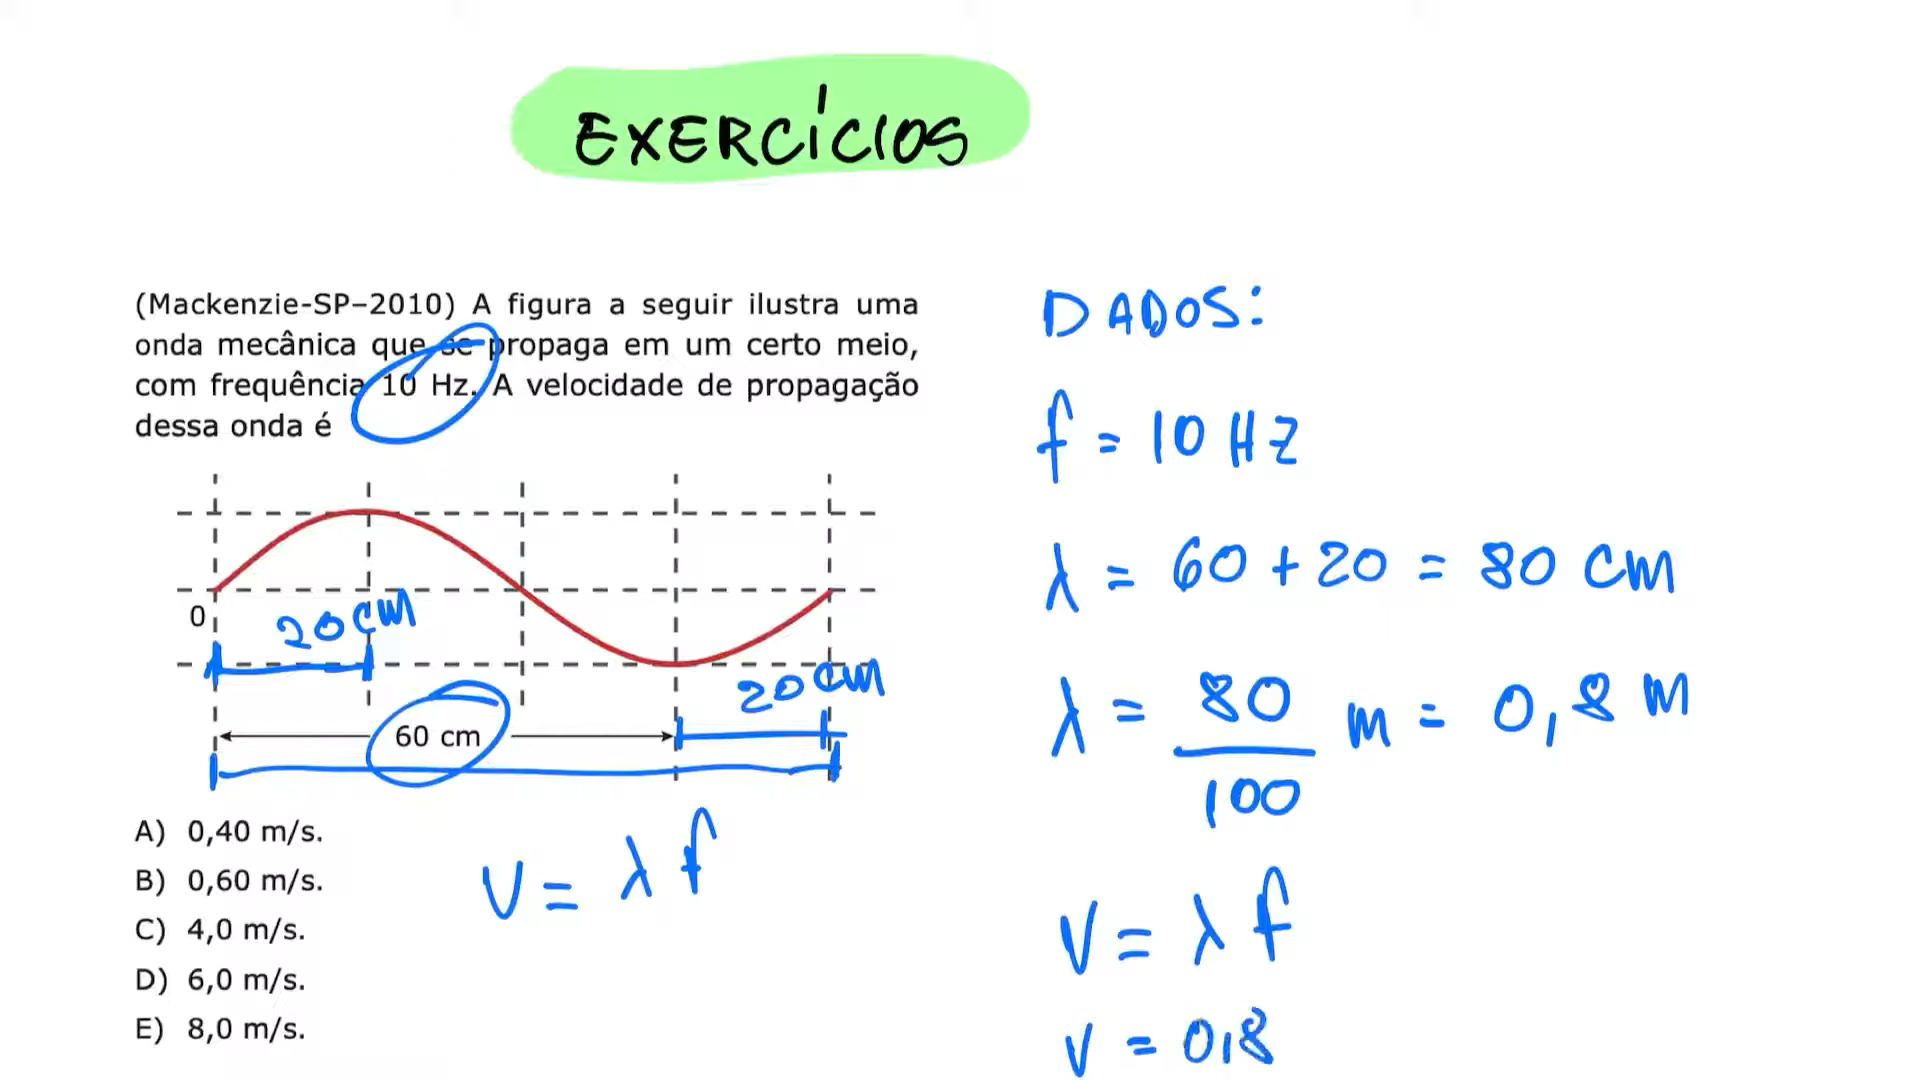 EXERCÍCIOS
(Mackenzie-SP–2010) A figura a seguir ilustra uma
onda mecânica que se propaga em um certo meio,
com frequência 10 Hz. A velocidade de propagação
dessa onda é
0
20 cm
20 cm
60 cm
A) 0,40 m/s.
B) 0,60 m/s.
C) 4,0 m/s.
D) 6,0 m/s.
E) 8,0 m/s.
V = λ f
DADOS:
f = 10 HZ
λ = 60 + 20 = 80 CM
λ = 80/100 m = 0,8 M
V = λ f
V = 0,8